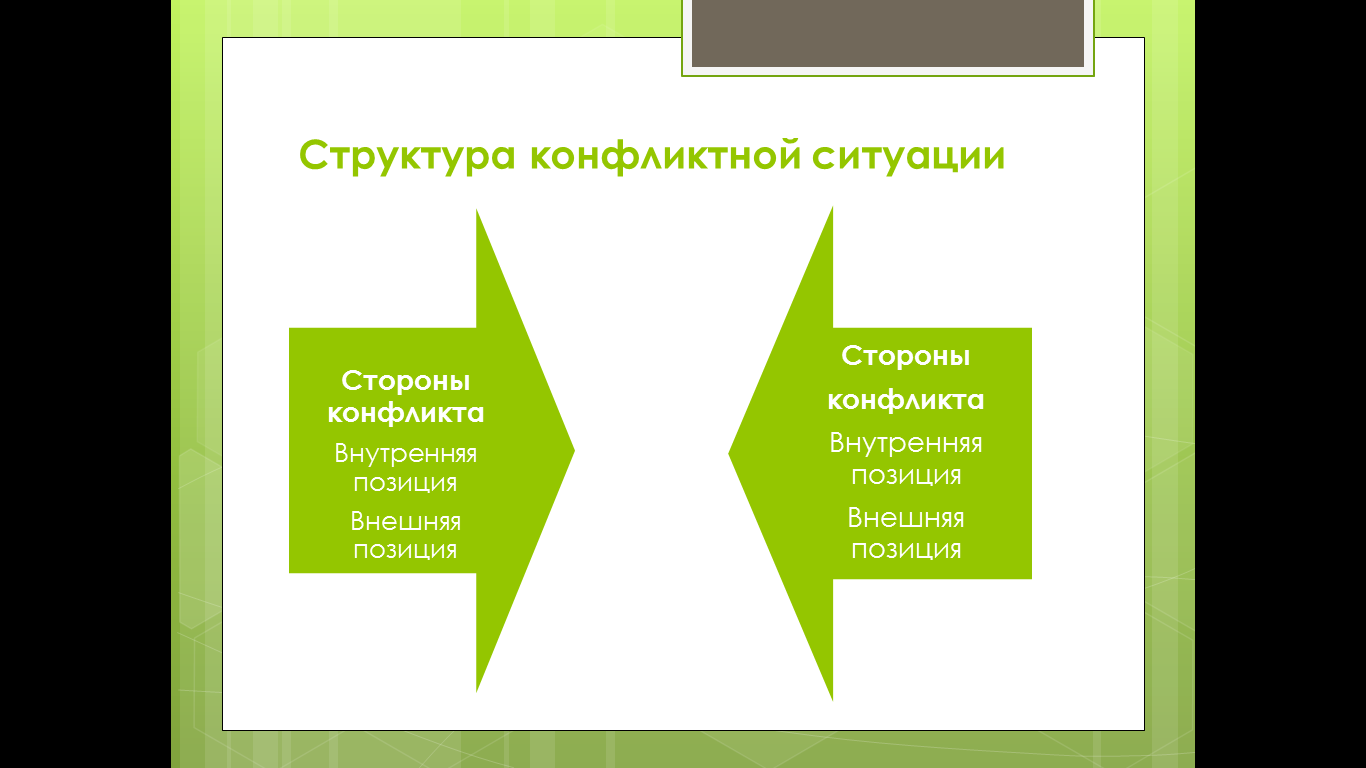 Структура конфликтной ситуации
Стороны
конфликта
Внутренняя
позиция
Внешняя
позиция
Стороны
конфликта
Внутренняя
позиция
Внешняя
позиция